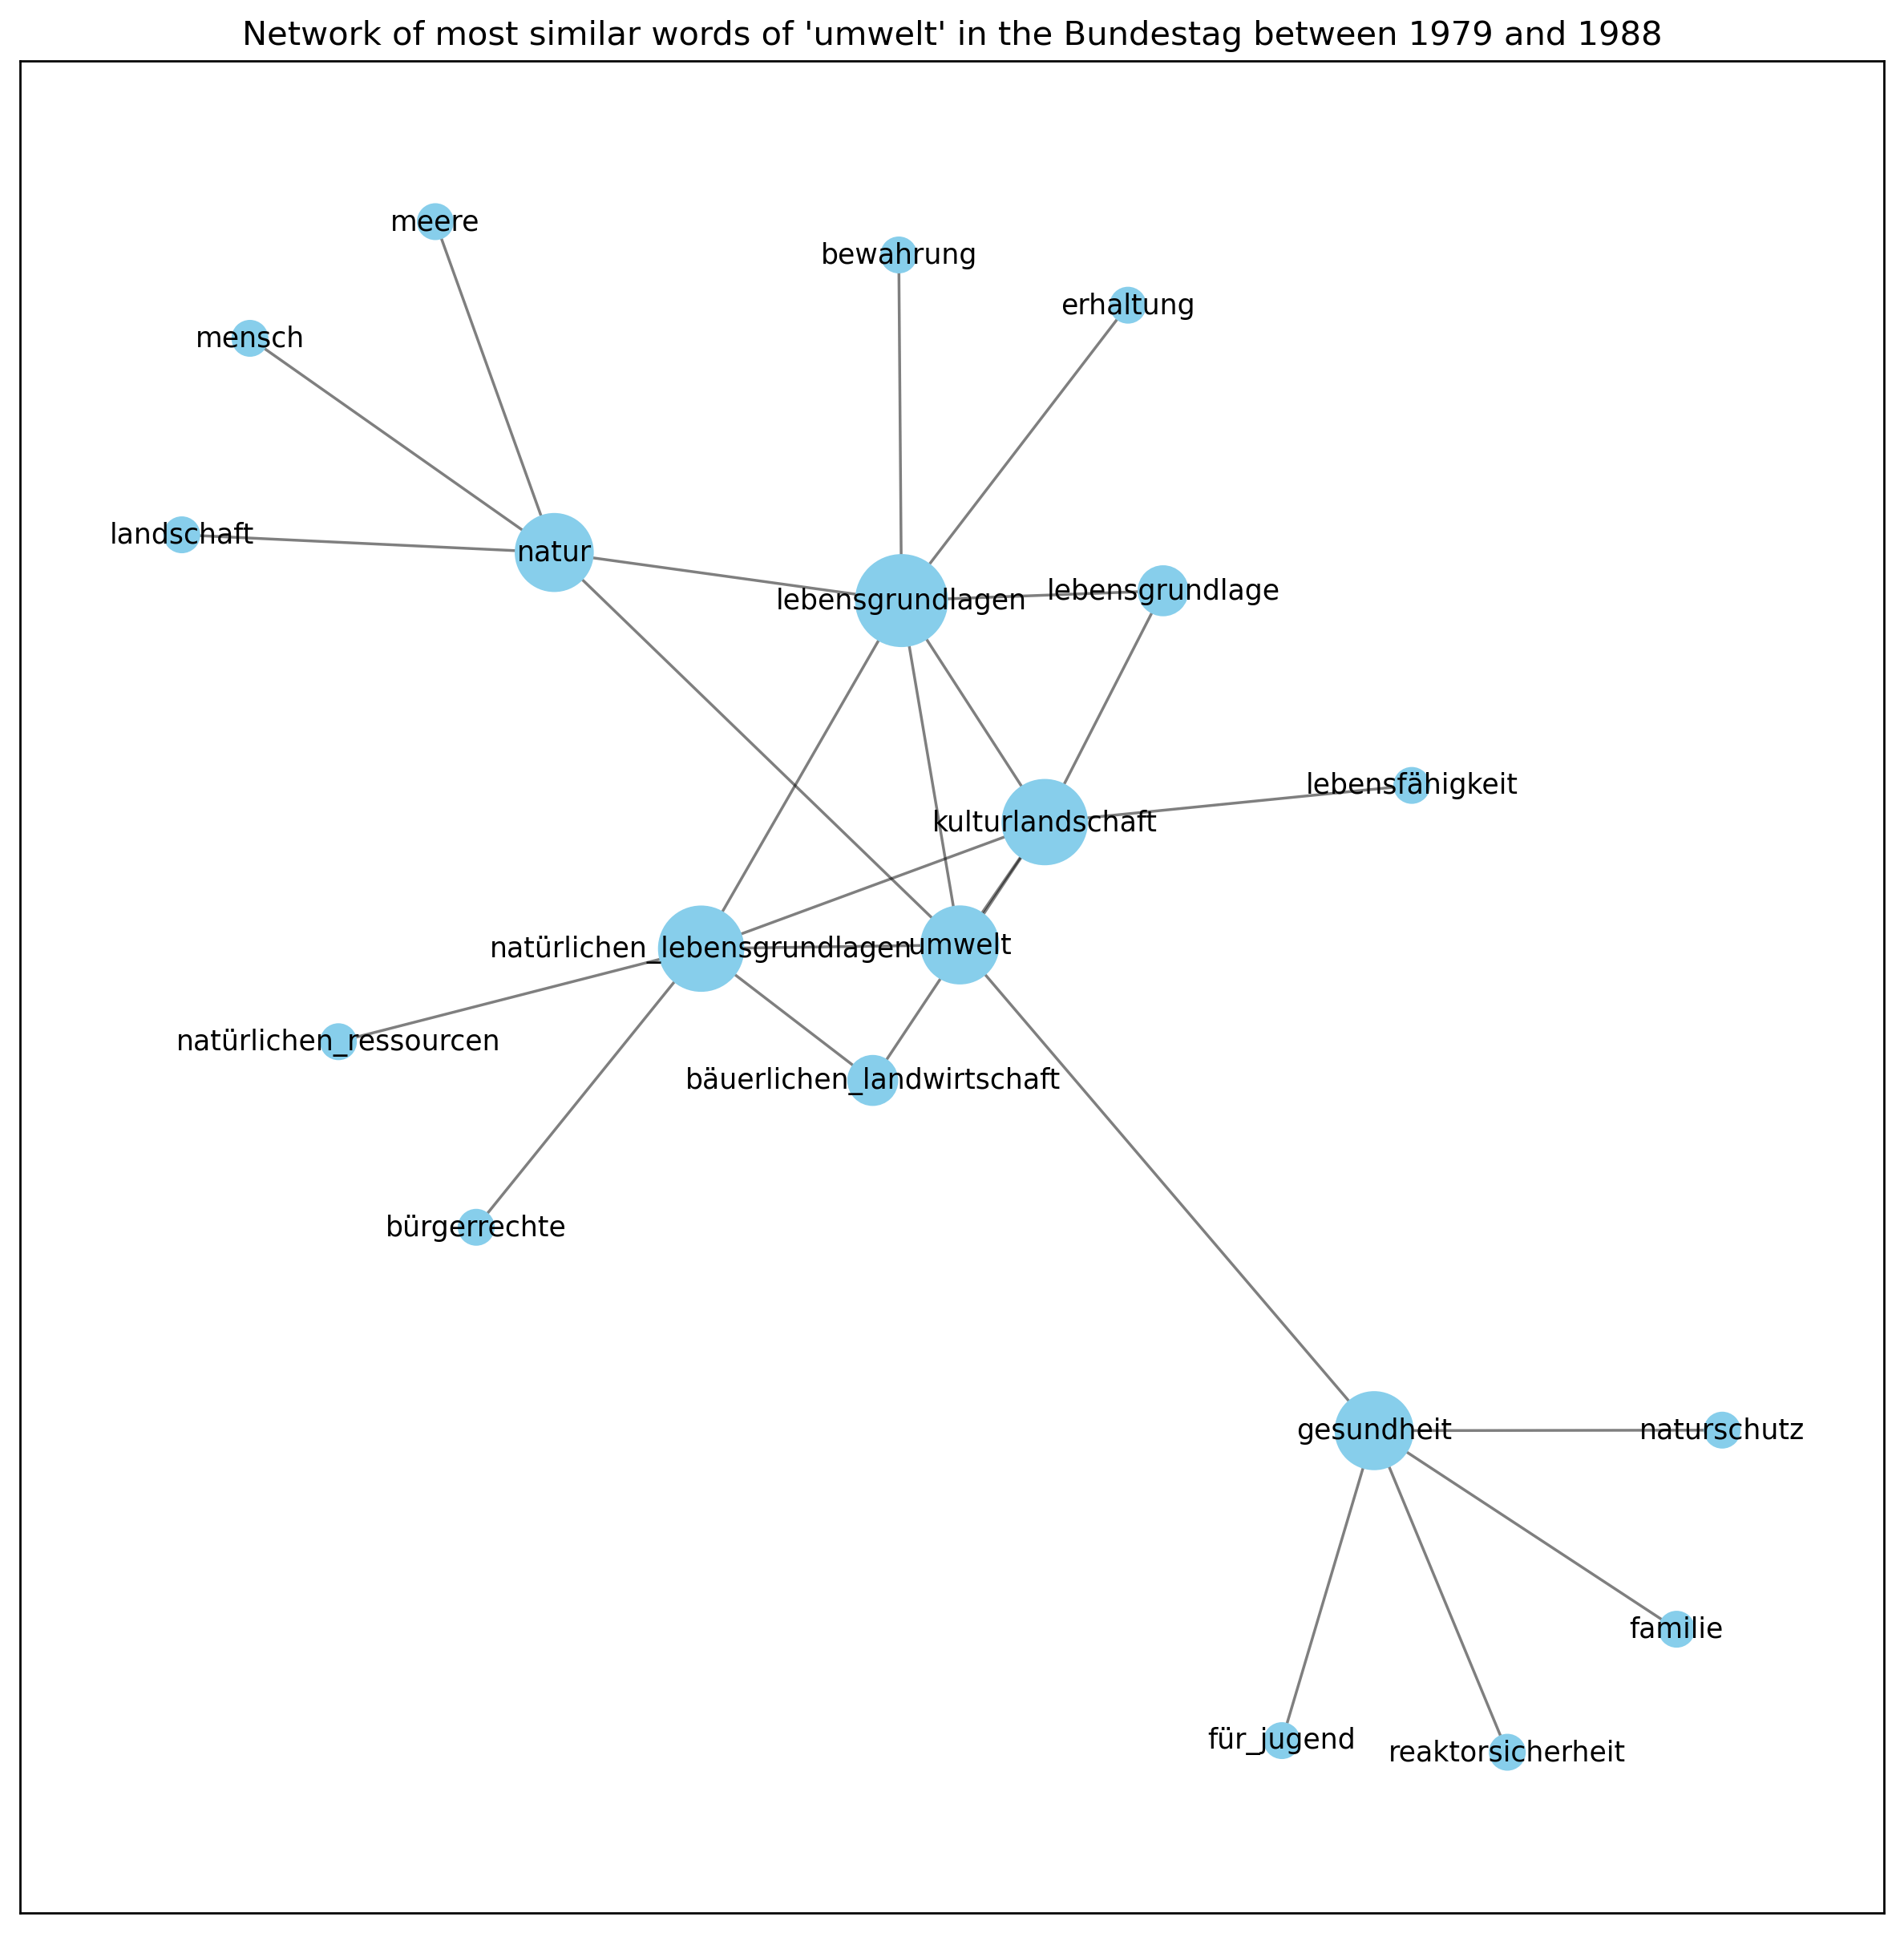 Network of most similar words of 'umwelt' in the Bundestag between 1979 and 1988
meere
bewahrung
erhaltung
mensch
landschaft
natur
lebensgrundlagen
lebensgrundlage
lebensfähigkeit
kulturlandschaft
natürlichen_lebensgrundlagen
umwelt
natürlichen_ressourcen
bäuerlichen_landwirtschaft
bürgerrechte
gesundheit
naturschutz
familie
für_jugend
reaktorsicherheit